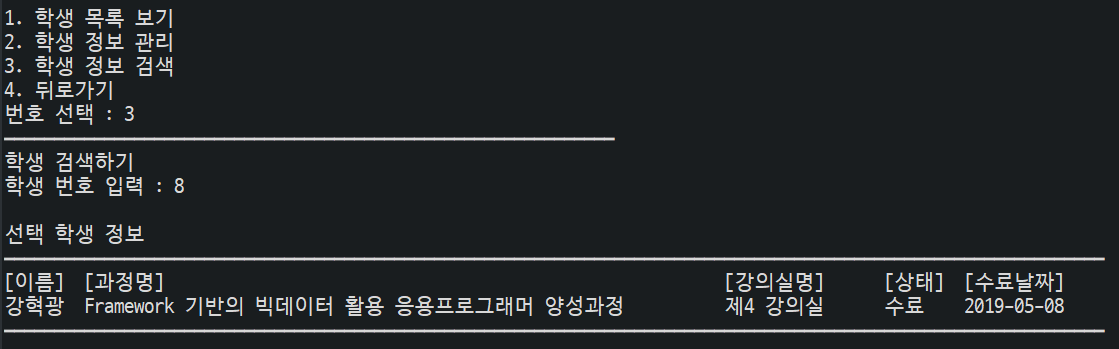 1. 학생 목록 보기
2. 학생 정보 관리
3. 학생 정보 검색
4. 뒤로가기
번호 선택 : 3
학생 검색하기
학생 번호 입력 : 8
선택 학생 정보
[이름] [과정명] [강의실명] [상태] [수료날짜]
강혁광 Framework 기반의 빅데이터 활용 응용프로그래머 양성과정 제4 강의실 수료 2019-05-08